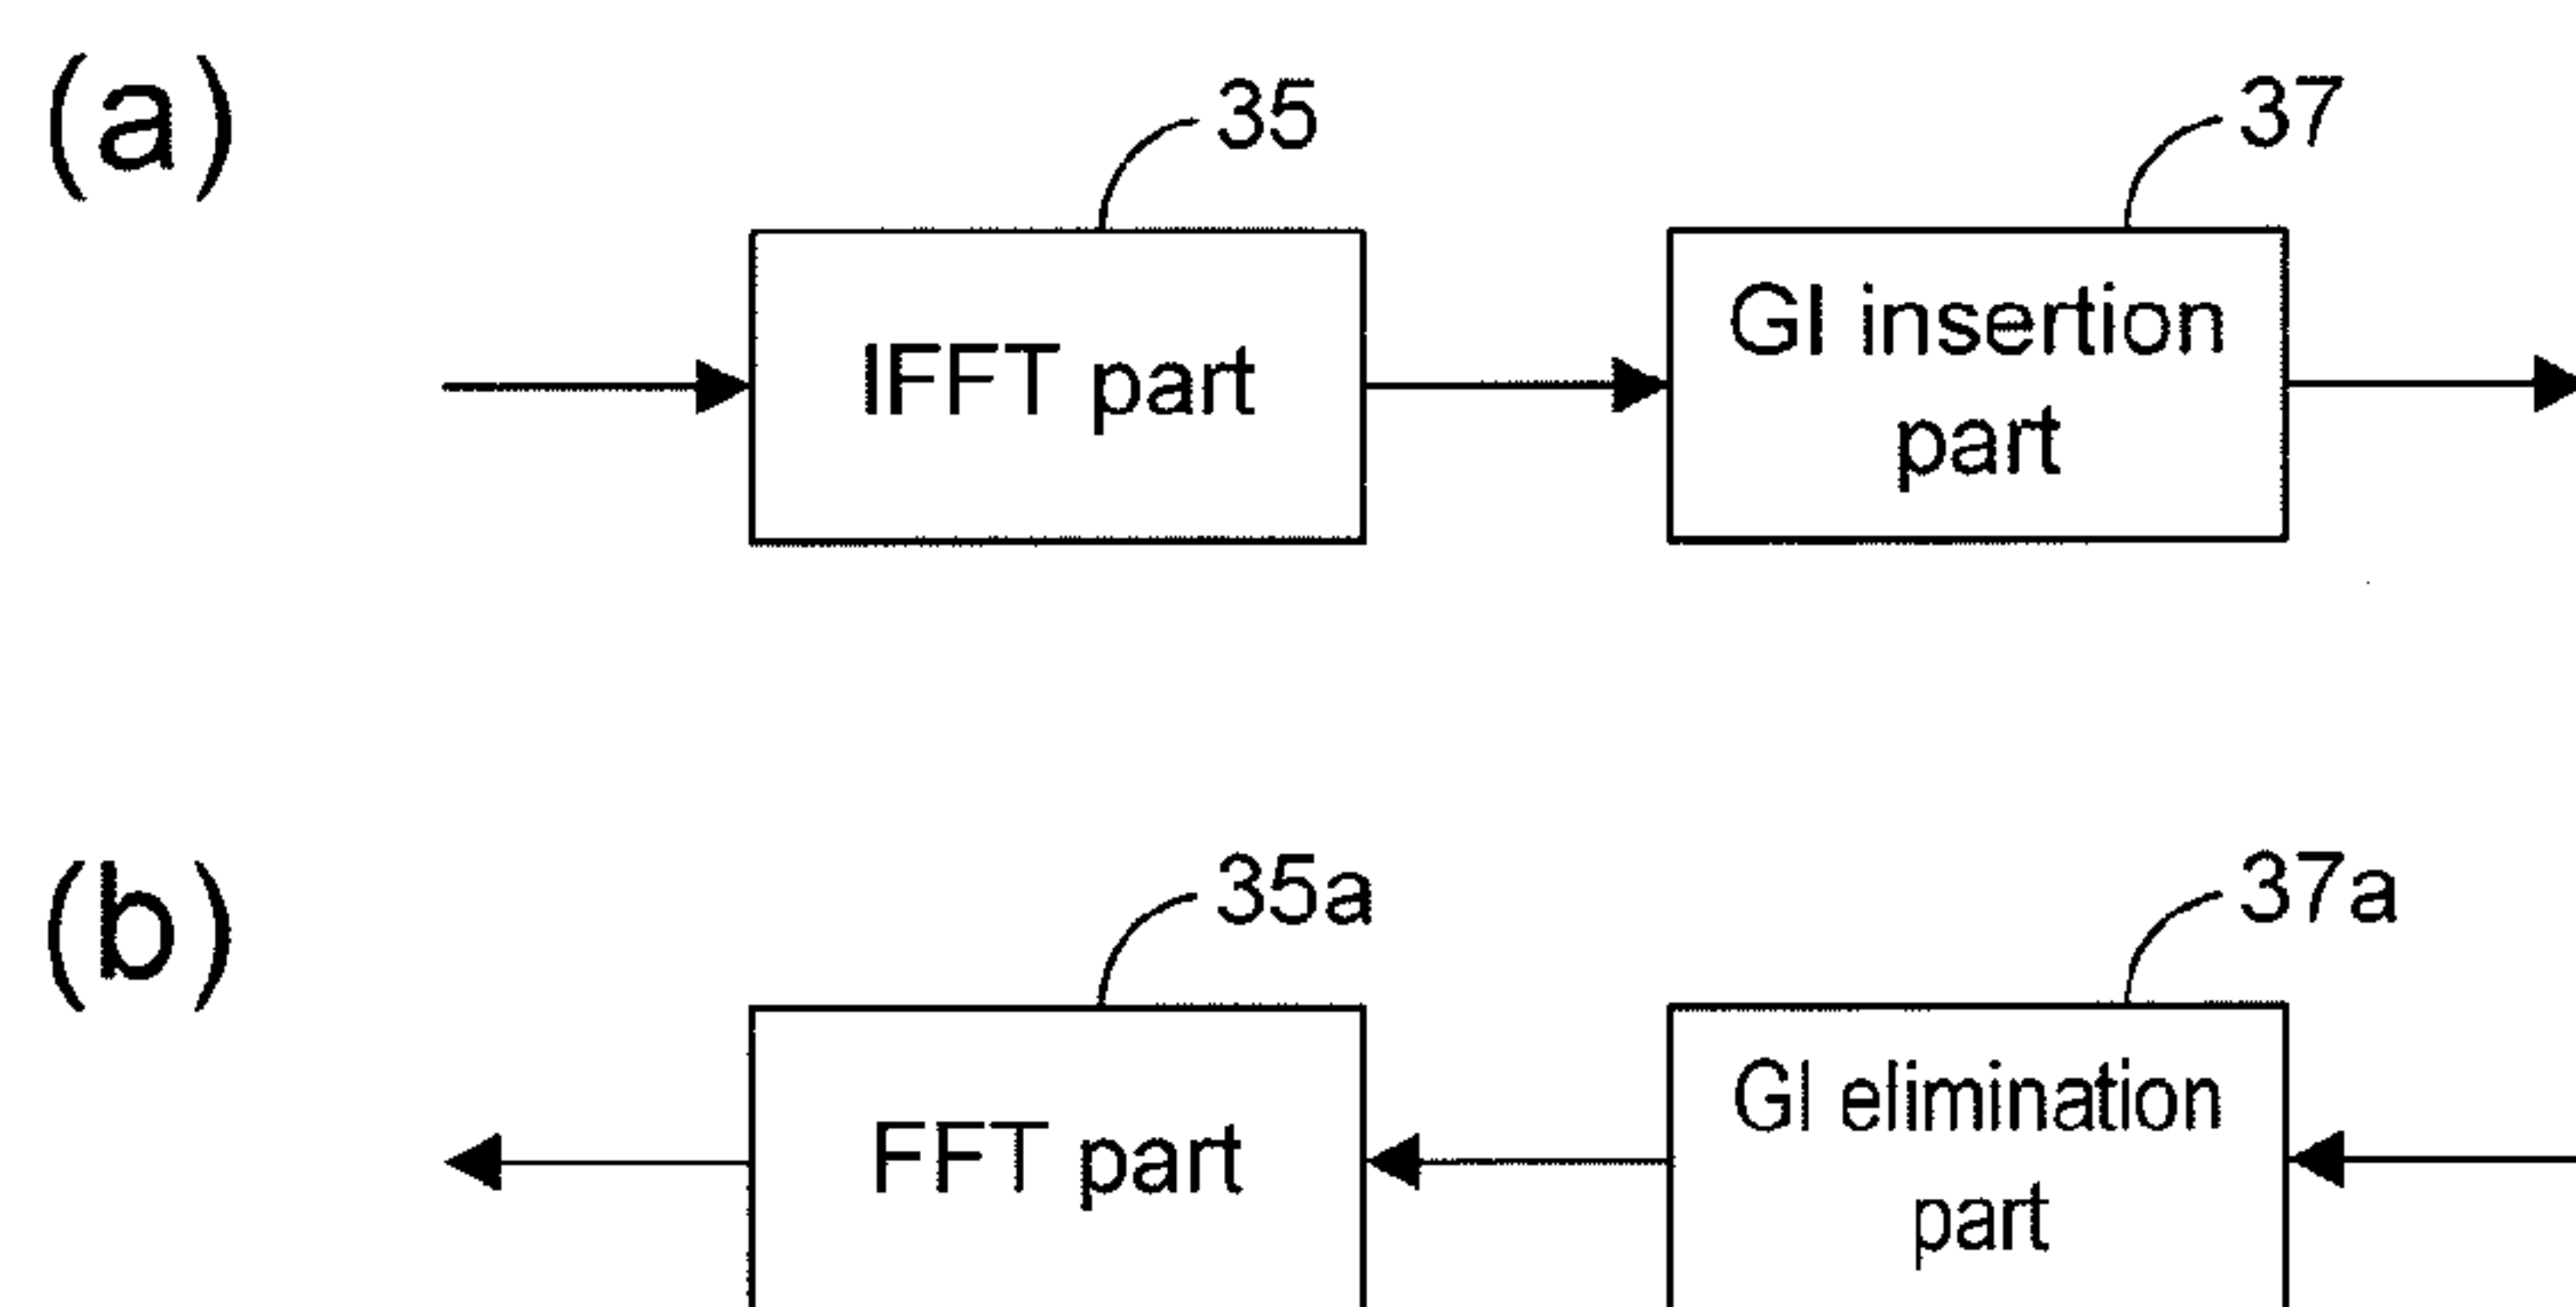 (a)
35
37
IFFT part
GI insertion
part
(b)
35a
37a
FFT part
GI elimination
part